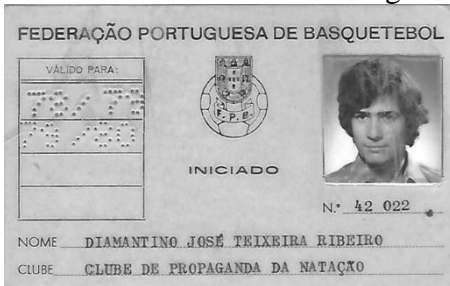 FEDERAÇÃO PORTUGUESA DE BASQUETEBOL
VÁLIDO PARA:
78/79
79/80
F.P.B.
INICIADO
N.º 42 022
NOME DIAMANTINO JOSÉ TEIXEIRA RIBEIRO
CLUBE CLUBE DE PROPAGANDA DA NATAÇÃO